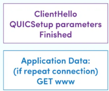 ClientHello
QUICSetup parameters
Finished
Application Data:
(if repeat connection)
GET www